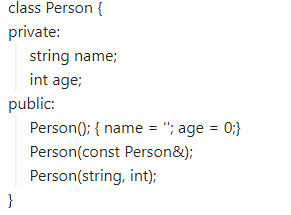 class Person {
private:
string name;
int age;
public:
Person(); { name = ''; age = 0;}
Person(const Person&);
Person(string, int);
}